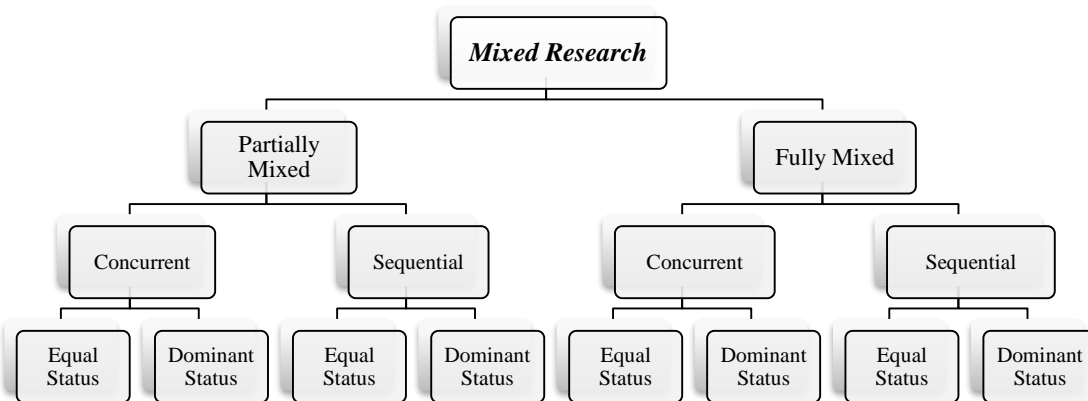 Mixed Research
Partially
Mixed
Fully Mixed
Concurrent
Sequential
Concurrent
Sequential
Equal
Status
Dominant
Status
Equal
Status
Dominant
Status
Equal
Status
Dominant
Status
Equal
Status
Dominant
Status